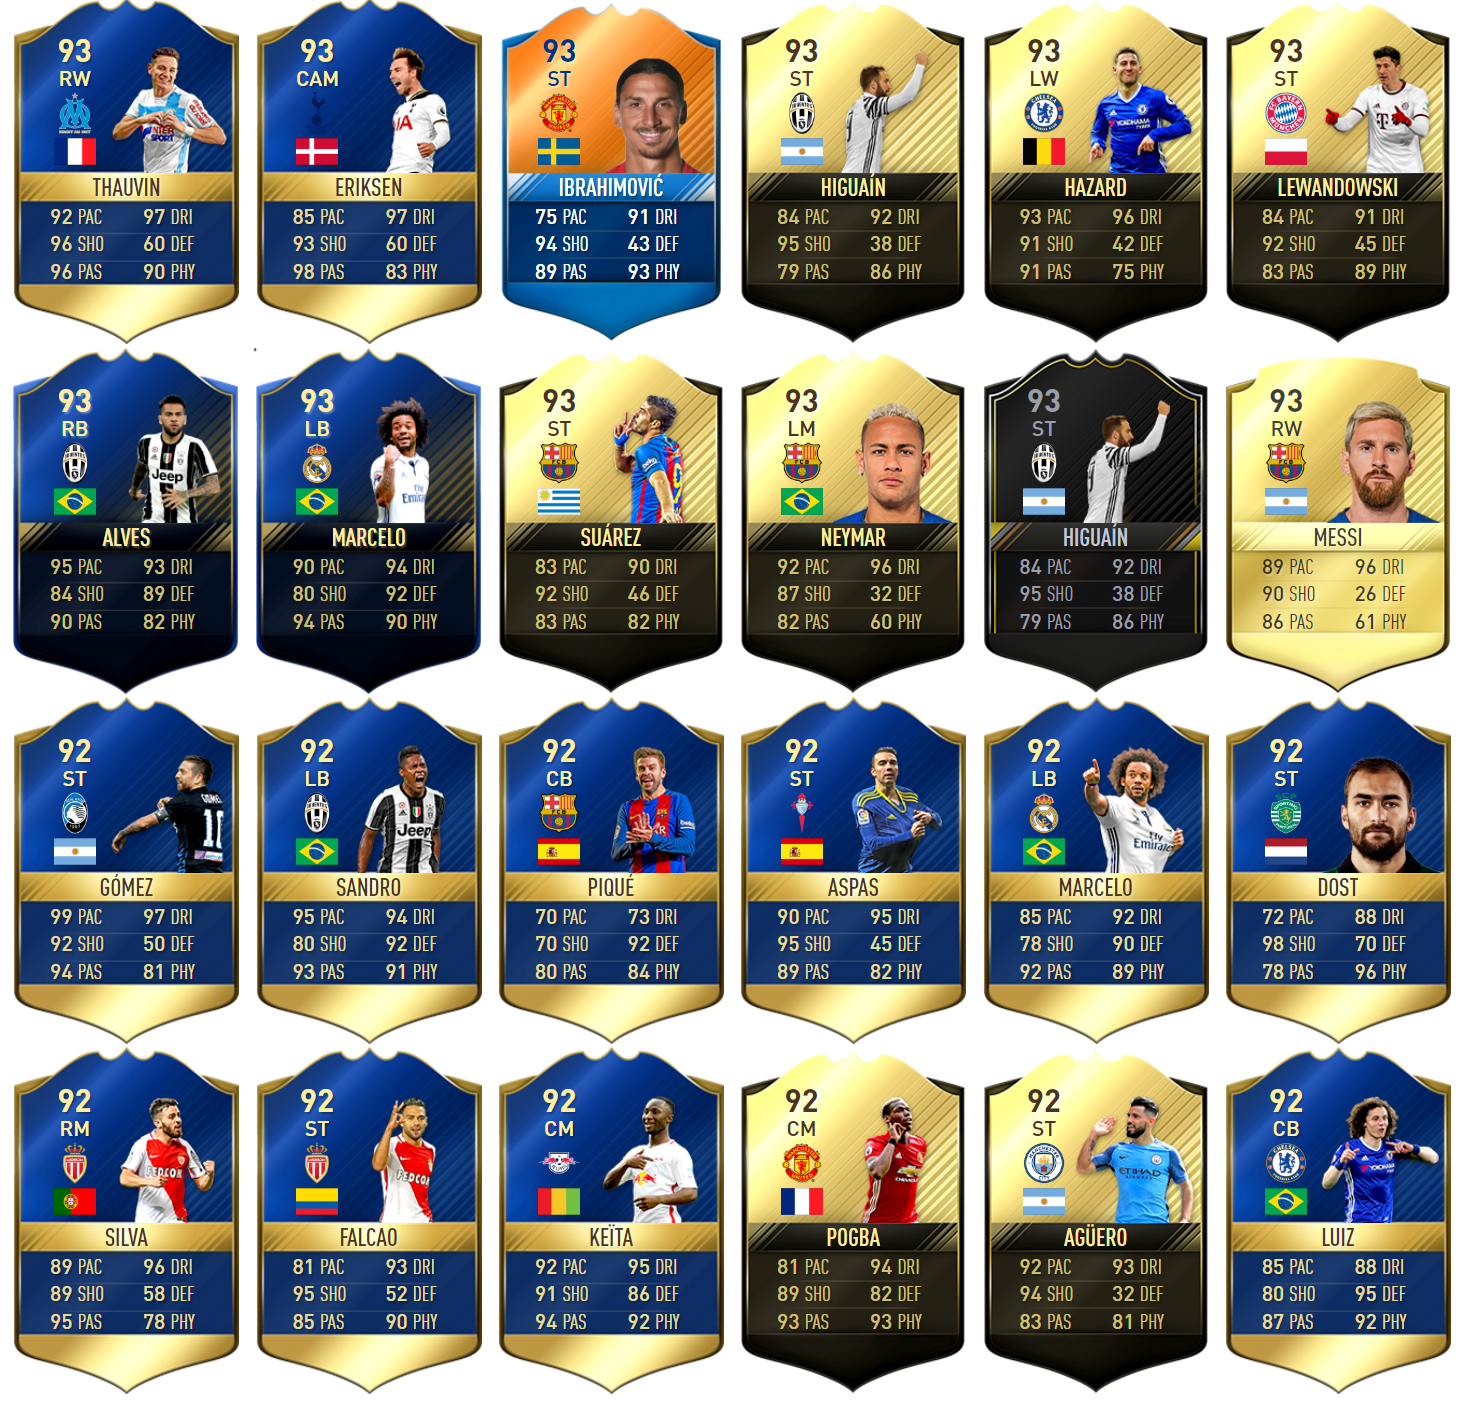 93 93 93 93 93 93
RW CAM ST ST LW ST
THAUVIN ERIKSEN IBRAHIMOVIĆ HIGUAÍN HAZARD LEWANDOWSKI
92 PAC 97 DRI 85 PAC 97 DRI 75 PAC 91 DRI 84 PAC 92 DRI 93 PAC 96 DRI 84 PAC 91 DRI
96 SHO 60 DEF 93 SHO 60 DEF 94 SHO 43 DEF 95 SHO 38 DEF 91 SHO 42 DEF 92 SHO 45 DEF
96 PAS 90 PHY 98 PAS 83 PHY 89 PAS 93 PHY 79 PAS 86 PHY 91 PAS 75 PHY 83 PAS 89 PHY
93 93 93 93 93 93
RB LB ST LM ST RW
ALVES MARCELO SUÁREZ NEYMAR HIGUAÍN MESSI
95 PAC 93 DRI 90 PAC 94 DRI 83 PAC 90 DRI 92 PAC 96 DRI 84 PAC 92 DRI 89 PAC 96 DRI
84 SHO 89 DEF 80 SHO 92 DEF 92 SHO 46 DEF 87 SHO 32 DEF 95 SHO 38 DEF 90 SHO 26 DEF
90 PAS 82 PHY 94 PAS 90 PHY 83 PAS 82 PHY 82 PAS 60 PHY 79 PAS 86 PHY 86 PAS 61 PHY
92 92 92 92 92 92
ST LB CB ST LB ST
GÓMEZ SANDRO PIQUÉ ASPAS MARCELO DOST
99 PAC 97 DRI 95 PAC 94 DRI 70 PAC 73 DRI 90 PAC 95 DRI 85 PAC 92 DRI 72 PAC 88 DRI
92 SHO 50 DEF 80 SHO 92 DEF 70 SHO 92 DEF 95 SHO 45 DEF 78 SHO 90 DEF 98 SHO 70 DEF
94 PAS 81 PHY 93 PAS 91 PHY 80 PAS 84 PHY 89 PAS 82 PHY 92 PAS 89 PHY 78 PAS 96 PHY
92 92 92 92 92 92
RM ST CM CM ST CB
SILVA FALCAO KEÏTA POGBA AGÜERO LUIZ
89 PAC 96 DRI 81 PAC 93 DRI 92 PAC 95 DRI 81 PAC 94 DRI 92 PAC 93 DRI 85 PAC 88 DRI
89 SHO 58 DEF 95 SHO 52 DEF 91 SHO 86 DEF 89 SHO 82 DEF 94 SHO 32 DEF 80 SHO 95 DEF
95 PAS 78 PHY 85 PAS 90 PHY 94 PAS 92 PHY 93 PAS 93 PHY 83 PAS 81 PHY 87 PAS 92 PHY